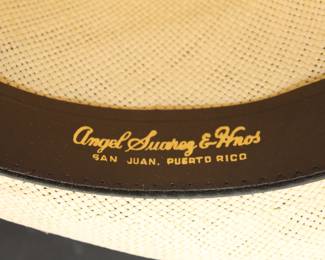 Angel Suarez & Hnos
SAN JUAN, PUERTO RICO